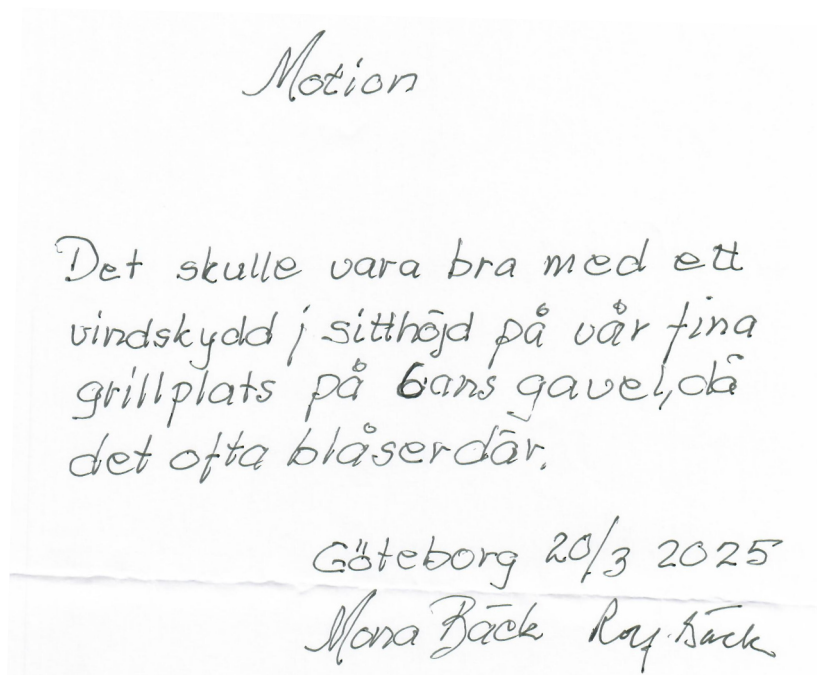 Motion
Det skulle vara bra med ett
vindskydd i sitthöjd på vår fina
grillplats på 6ans gavel, då
det ofta blåser där.
Göteborg 20/3 2025
Mona Bäck Rolf Bäck